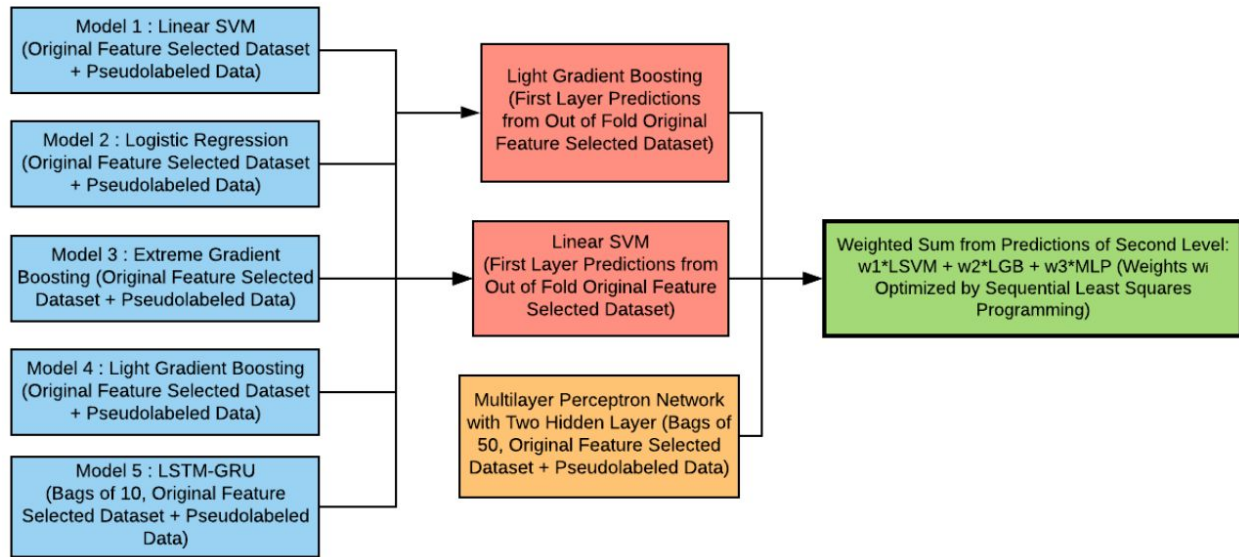 Model 1 : Linear SVM
(Original Feature Selected Dataset
+ Pseudolabeled Data)
Model 2 : Logistic Regression
(Original Feature Selected Dataset
+ Pseudolabeled Data)
Model 3 : Extreme Gradient
Boosting (Original Feature Selected
Dataset + Pseudolabeled Data)
Model 4 : Light Gradient Boosting
(Original Feature Selected Dataset
+ Pseudolabeled Data)
Model 5 : LSTM-GRU
(Bags of 10, Original Feature
Selected Dataset + Pseudolabeled
Data)
Light Gradient Boosting
(First Layer Predictions
from Out of Fold Original
Feature Selected Dataset)
Linear SVM
(First Layer Predictions from
Out of Fold Original Feature
Selected Dataset)
Multilayer Perceptron Network
with Two Hidden Layer (Bags of
50, Original Feature Selected
Dataset + Pseudolabeled Data)
Weighted Sum from Predictions of Second Level:
w1*LSVM + w2*LGB + w3*MLP (Weights wi
Optimized by Sequential Least Squares
Programming)